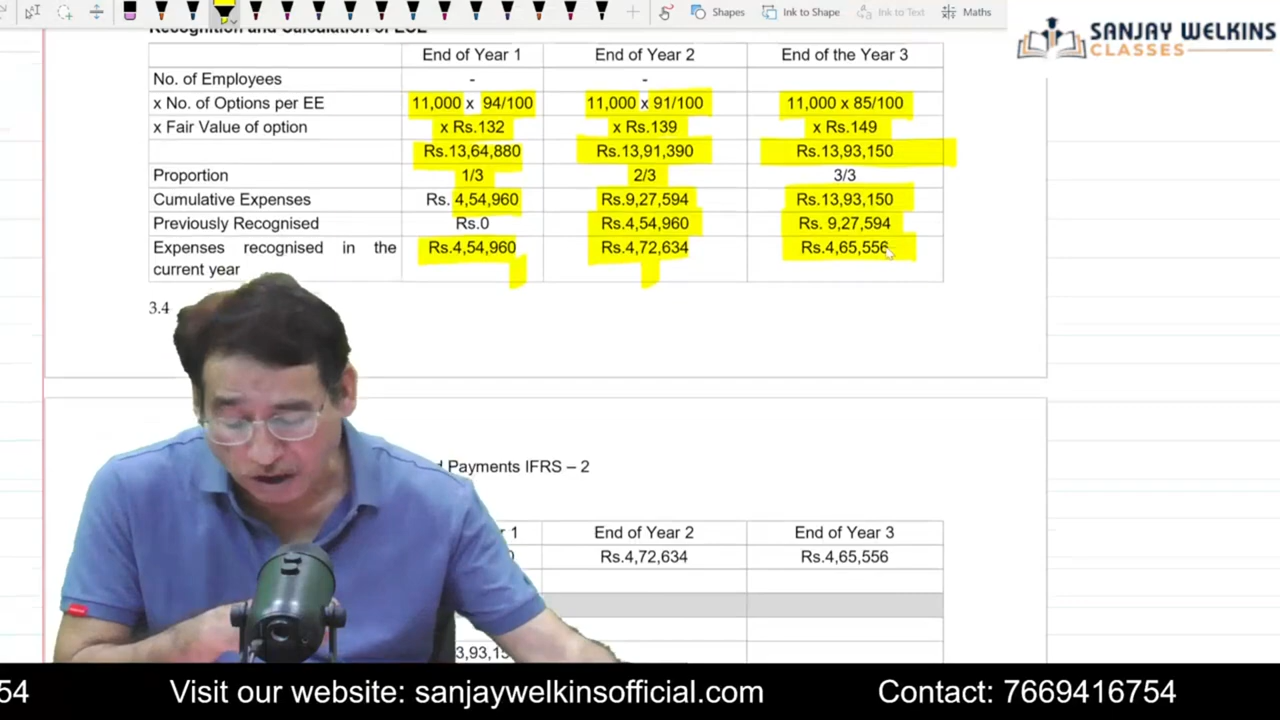 Shapes Ink to Shape Ink to Text Maths
SANJAY WELKINS
CLASSES
Recognition and Calculation of
End of Year 1 End of Year 2 End of the Year 3
No. of Employees - -
x No. of Options per EE 11,000 x 94/100 11,000 x 91/100 11,000 x 85/100
x Fair Value of option x Rs.132 x Rs.139 x Rs.149
Rs.13,64,880 Rs.13,91,390 Rs.13,93,150
Proportion 1/3 2/3 3/3
Cumulative Expenses Rs. 4,54,960 Rs.9,27,594 Rs.13,93,150
Previously Recognised Rs.0 Rs.4,54,960 Rs. 9,27,594
Expenses recognised in the Rs.4,54,960 Rs.4,72,634 Rs.4,65,556
current year
3.4
Payments IFRS – 2
1 End of Year 2 End of Year 3
Rs.4,72,634 Rs.4,65,556
54 Visit our website: sanjaywelkinsofficial.com Contact: 7669416754